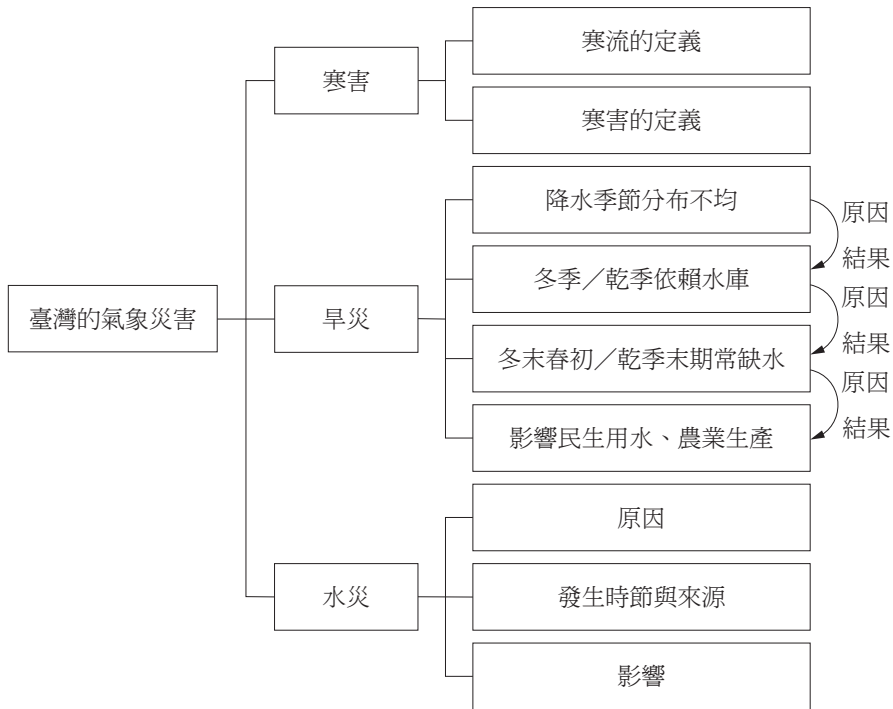 臺灣的氣象災害
寒害
寒流的定義
寒害的定義
旱災
降水季節分布不均
原因
結果
冬季／乾季依賴水庫
原因
結果
冬末春初／乾季末期常缺水
原因
結果
影響民生用水、農業生產
水災
原因
發生時節與來源
影響